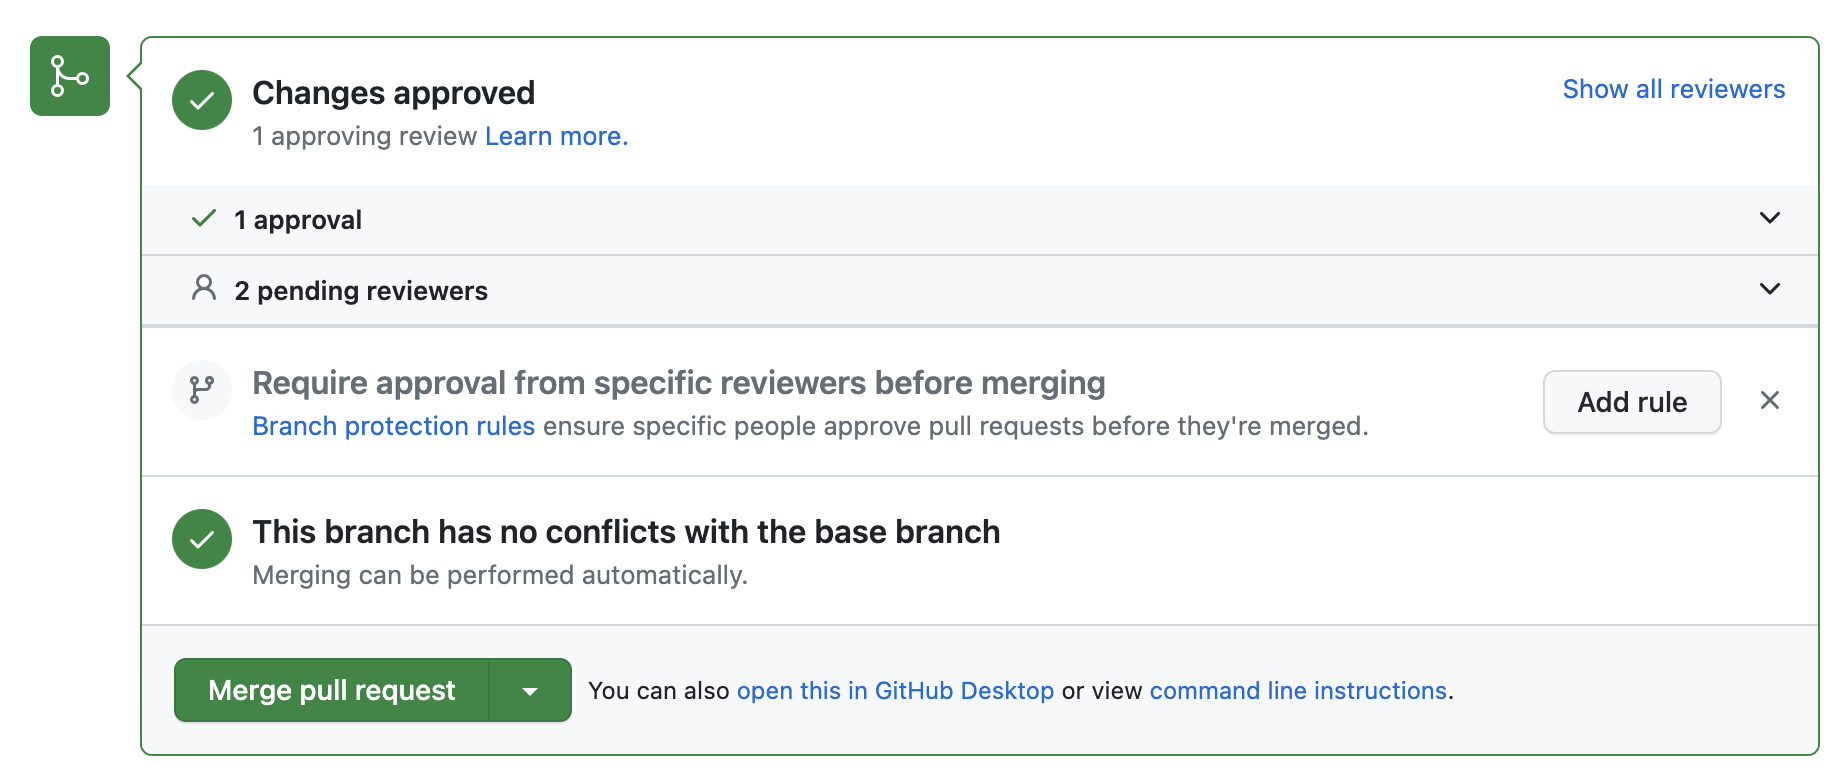 Changes approved
Show all reviewers
1 approving review Learn more.
1 approval
2 pending reviewers
Require approval from specific reviewers before merging
Branch protection rules ensure specific people approve pull requests before they're merged.
Add rule
This branch has no conflicts with the base branch
Merging can be performed automatically.
Merge pull request
You can also open this in GitHub Desktop or view command line instructions.